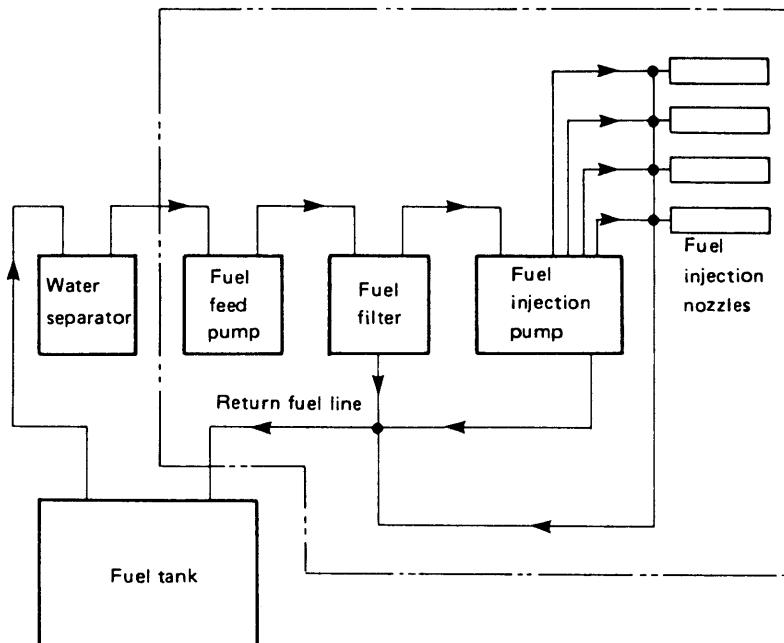 Water
separator
Fuel
feed
pump
Fuel
filter
Fuel
injection
pump
Fuel
injection
nozzles
Return fuel line
Fuel tank